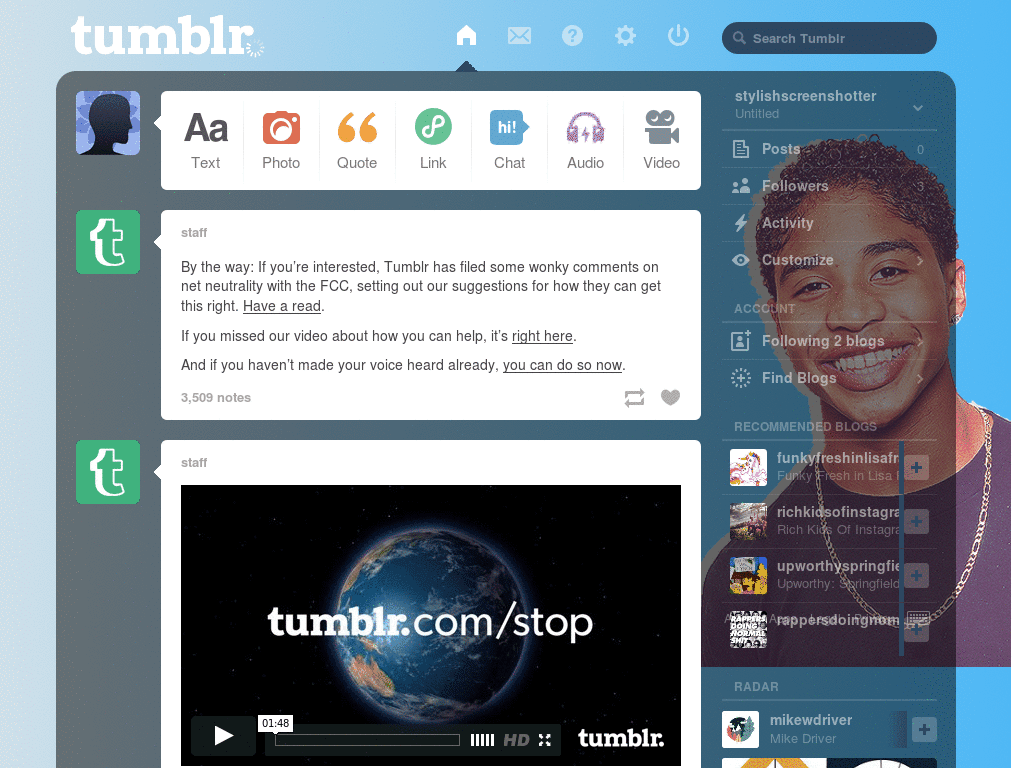 tumblr.
Search Tumblr
stylishscreenshotter
Untitled
Aa
hi!
Text
Photo
Quote
Link
Chat
Audio
Video
Posts
0
Followers
3
Activity
Customize
ACCOUNT
Following 2 blogs
Find Blogs
RECOMMENDED BLOGS
funkyfreshinlisafr
Funky Fresh in Lisa F
richkidsofinstagra
Rich Kids Of Instagra
upworthyspringfie
Upworthy: Springfield
rappersdoingnorm
RAPPERS
DOING
NORMAL
SHIT
RADAR
mikewdriver
Mike Driver
t
staff
By the way: If you’re interested, Tumblr has filed some wonky comments on
net neutrality with the FCC, setting out our suggestions for how they can get
this right. Have a read.
If you missed our video about how you can help, it’s right here.
And if you haven’t made your voice heard already, you can do so now.
3,509 notes
t
staff
tumblr.com/stop
01:48
HD
tumblr.